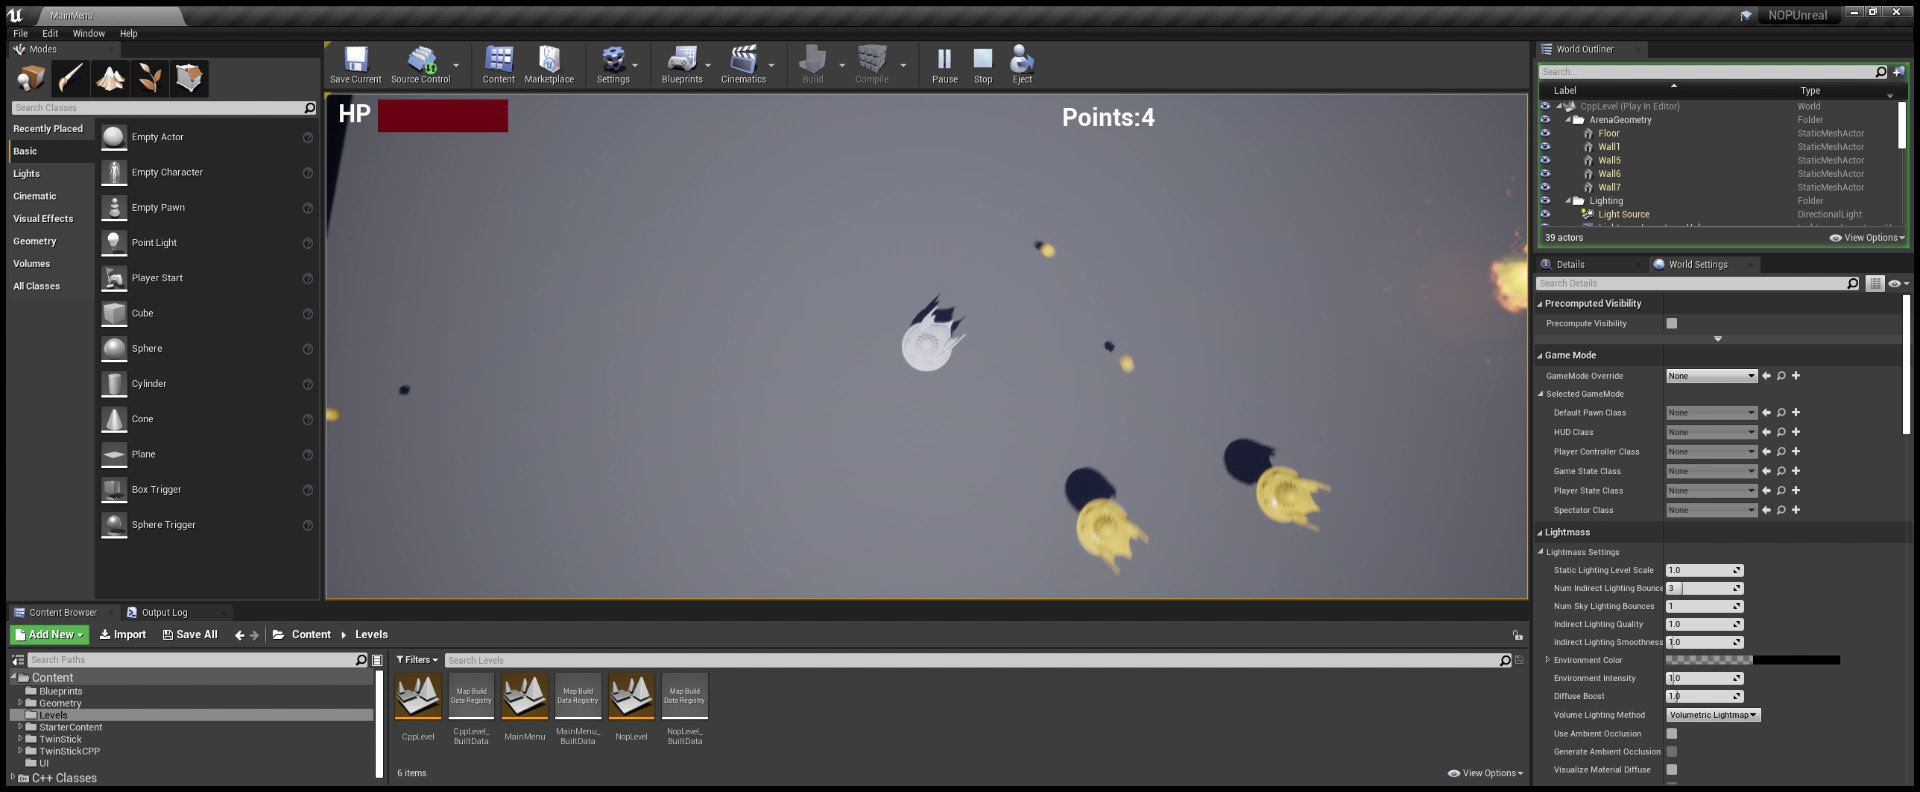 MainMenu
NOPUnreal
File Edit Window Help
Modes
Search Classes
Recently Placed
Basic
Lights
Cinematic
Visual Effects
Geometry
Volumes
All Classes
Empty Actor
Empty Character
Empty Pawn
Point Light
Player Start
Cube
Sphere
Cylinder
Cone
Plane
Box Trigger
Sphere Trigger
Save Current Source Control Content Marketplace Settings Blueprints Cinematics Build Compile Pause Stop Eject
HP
Points:4
World Outliner
Search...
Label Type
CppLevel (Play In Editor) World
ArenaGeometry Folder
Floor StaticMeshActor
Wall1 StaticMeshActor
Wall5 StaticMeshActor
Wall6 StaticMeshActor
Wall7 StaticMeshActor
Lighting Folder
Light Source DirectionalLight
39 actors View Options
Details World Settings
Search Details
Precomputed Visibility
Precompute Visibility
Game Mode
GameMode Override None
Selected GameMode
Default Pawn Class None
HUD Class None
Player Controller Class None
Game State Class None
Player State Class None
Spectator Class None
Lightmass
Lightmass Settings
Static Lighting Level Scale 1.0
Num Indirect Lighting Bounce 3
Num Sky Lighting Bounces 1
Indirect Lighting Quality 1.0
Indirect Lighting Smoothness 1.0
Environment Color
Environment Intensity 1.0
Diffuse Boost 1.0
Volume Lighting Method Volumetric Lightmap
Use Ambient Occlusion
Generate Ambient Occlusion
Visualize Material Diffuse
Content Browser Output Log
Add New Import Save All Content Levels
Search Paths
Content
Blueprints
Geometry
Levels
StarterContent
TwinStick
TwinStickCPP
UI
C++ Classes
Filters Search Levels
Map Build Data Registry
Map Build Data Registry
Map Build Data Registry
CppLevel
CppLevel_BuiltData
MainMenu
MainMenu_BuiltData
NopLevel
NopLevel_BuiltData
6 items View Options